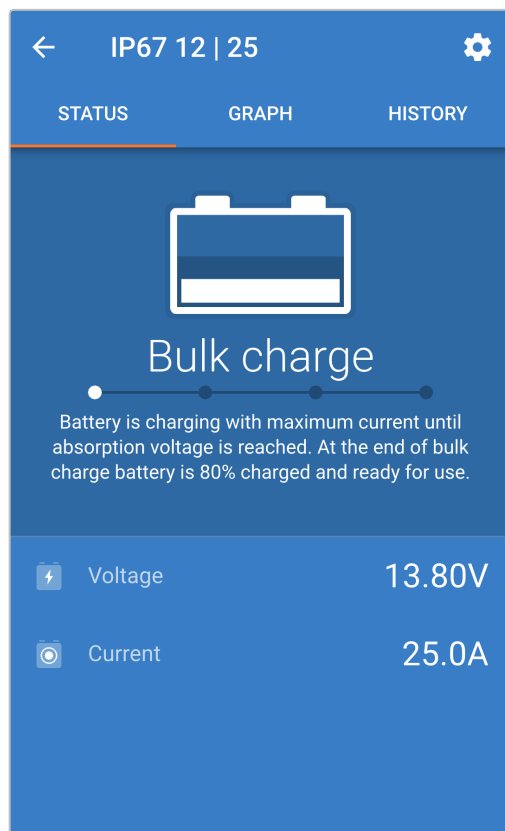 IP67 12 | 25
STATUS GRAPH HISTORY
Bulk charge
Battery is charging with maximum current until
absorption voltage is reached. At the end of bulk
charge battery is 80% charged and ready for use.
Voltage 13.80V
Current 25.0A